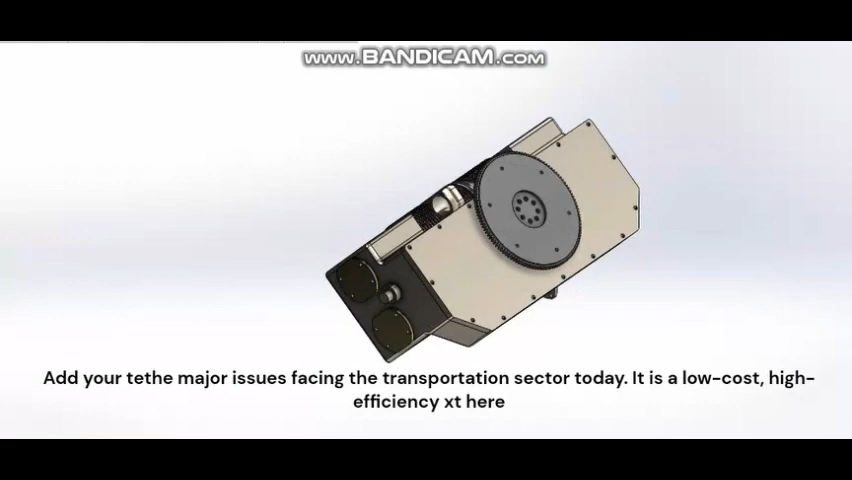 www.BANDICAM.com
Add your tethe major issues facing the transportation sector today. It is a low-cost, high-
efficiency xt here